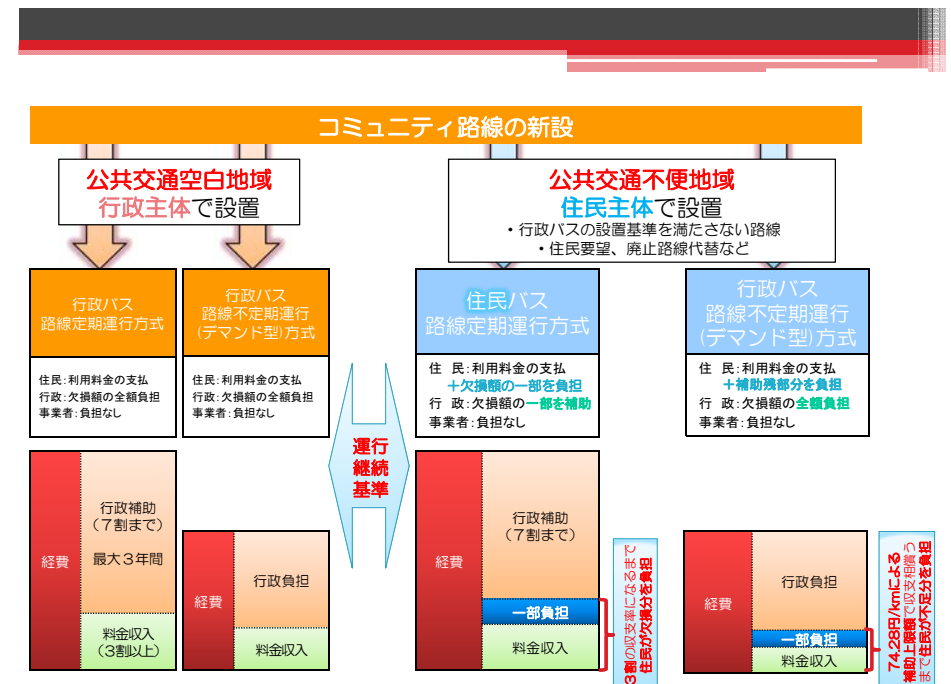 コミュニティ路線の新設
公共交通空白地域
行政主体で設置
公共交通不便地域
住民主体で設置
・行政バスの設置基準を満たさない路線
・住民要望、廃止路線代替など
行政バス
路線定期運行方式
行政バス
路線不定期運行
(デマンド型)方式
住民バス
路線定期運行方式
行政バス
路線不定期運行
(デマンド型)方式
住民:利用料金の支払
行政:欠損額の全額負担
事業者:負担なし
住民:利用料金の支払
行政:欠損額の全額負担
事業者:負担なし
住 民:利用料金の支払
+欠損額の一部を負担
行 政:欠損額の一部を補助
事業者:負担なし
住 民:利用料金の支払
+補助残部分を負担
行 政:欠損額の全額負担
事業者:負担なし
運行
継続
基準
経費
行政補助
(7割まで)
最大3年間
料金収入
(3割以上)
経費
行政負担
料金収入
経費
行政補助
(7割まで)
一部負担
料金収入
3割の収支率になるまで
住民が欠損分を負担
経費
行政負担
一部負担
料金収入
74.28円/kmによる
補助上限額で収支相償う
まで住民が不足分を負担